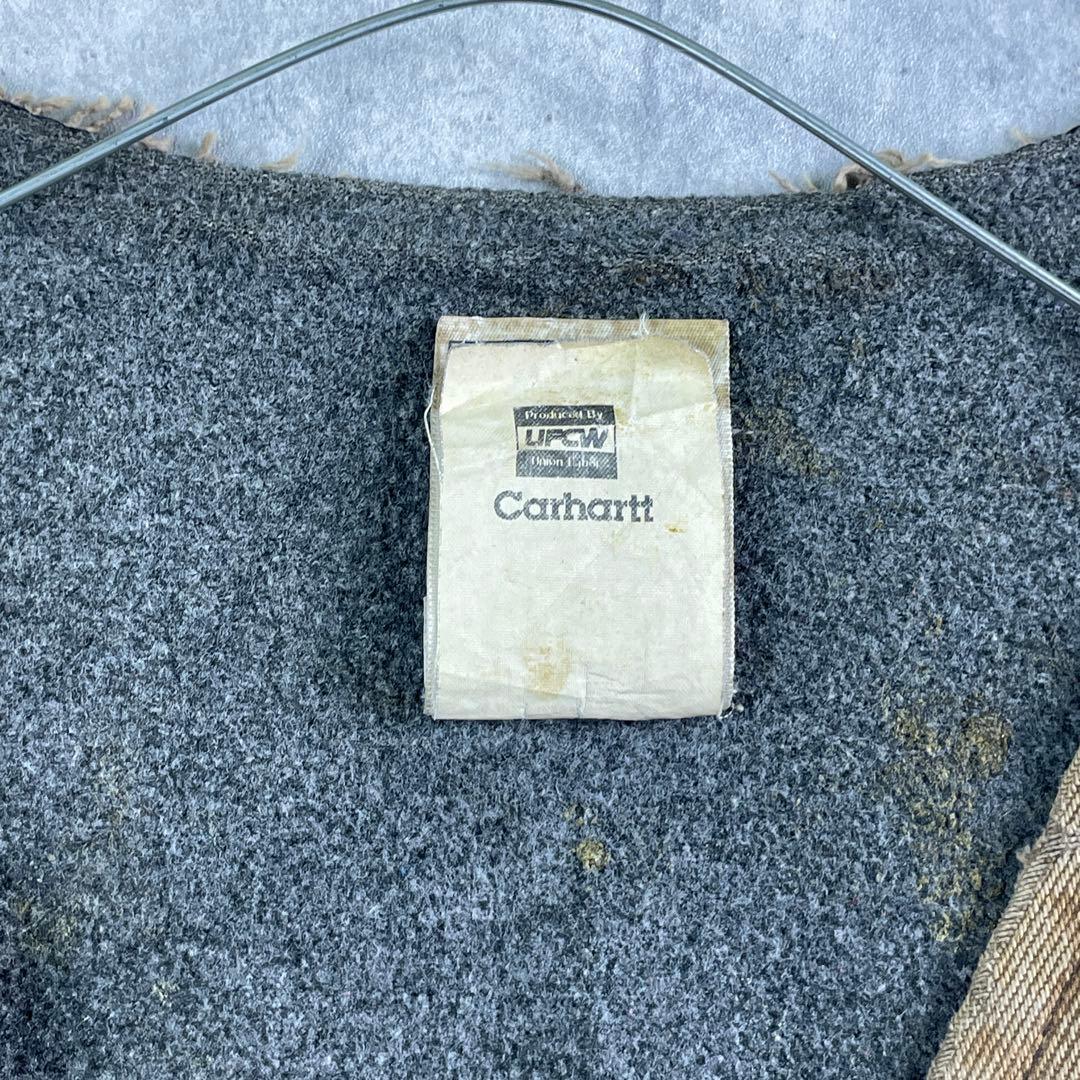 Produced By
UFCW
Union Label
Carhartt